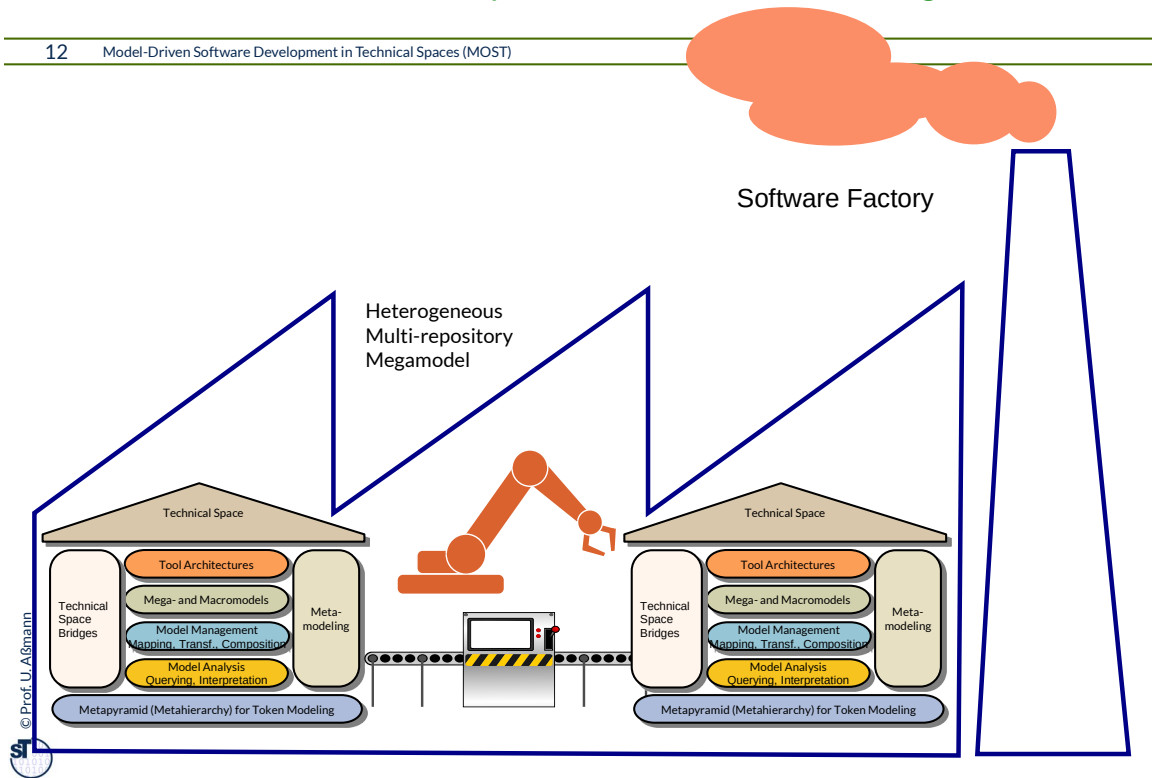 12 Model-Driven Software Development in Technical Spaces (MOST)
Software Factory
Heterogeneous
Multi-repository
Megamodel
Technical Space
Tool Architectures
Mega- and Macromodels
Technical
Space
Bridges
Model Management
Mapping, Transf., Composition
Meta-
modeling
Model Analysis
Querying, Interpretation
Metapyramid (Metahierarchy) for Token Modeling
Technical Space
Tool Architectures
Mega- and Macromodels
Technical
Space
Bridges
Model Management
Mapping, Transf., Composition
Meta-
modeling
Model Analysis
Querying, Interpretation
Metapyramid (Metahierarchy) for Token Modeling
© Prof. U. Aßmann
ST